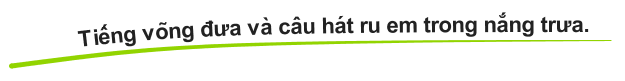 Tiếng võng đưa và câu hát ru em trong nắng trưa.